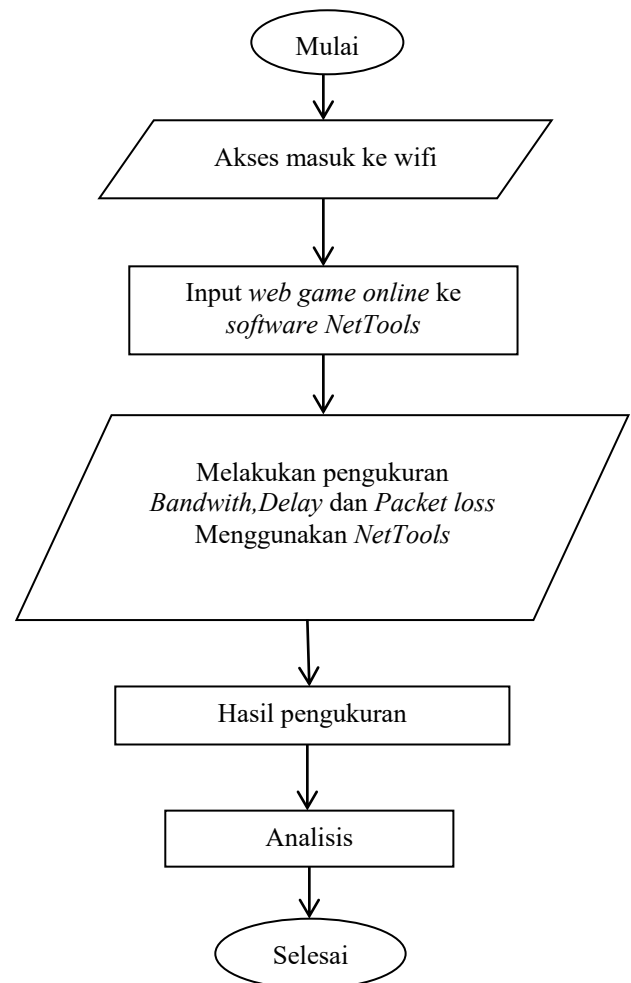 Mulai
Akses masuk ke wifi
Input web game online ke
software NetTools
Melakukan pengukuran
Bandwith,Delay dan Packet loss
Menggunakan NetTools
Hasil pengukuran
Analisis
Selesai